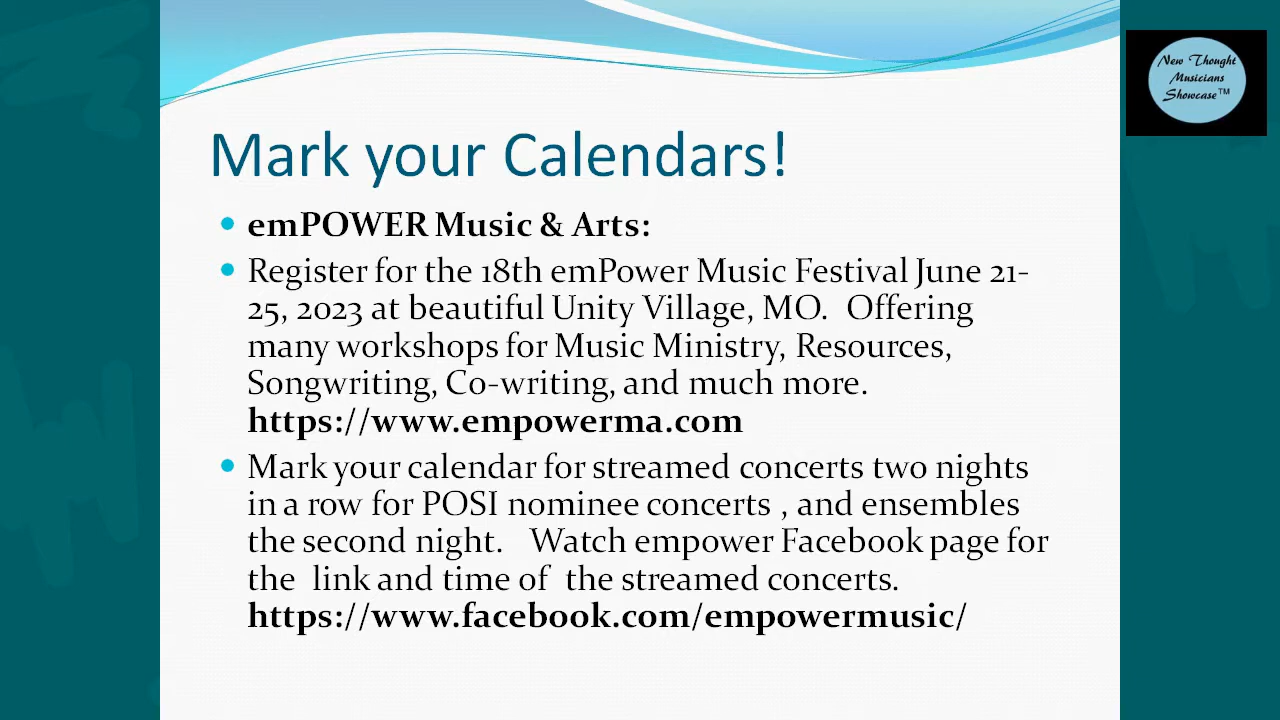 New Thought
Musicians
Showcase™
Mark your Calendars!
• emPOWER Music & Arts:
• Register for the 18th emPower Music Festival June 21-
25, 2023 at beautiful Unity Village, MO.  Offering
many workshops for Music Ministry, Resources,
Songwriting, Co-writing, and much more.
https://www.empowerma.com
• Mark your calendar for streamed concerts two nights
in a row for POSI nominee concerts , and ensembles
the second night.   Watch empower Facebook page for
the  link and time of  the streamed concerts.
https://www.facebook.com/empowermusic/